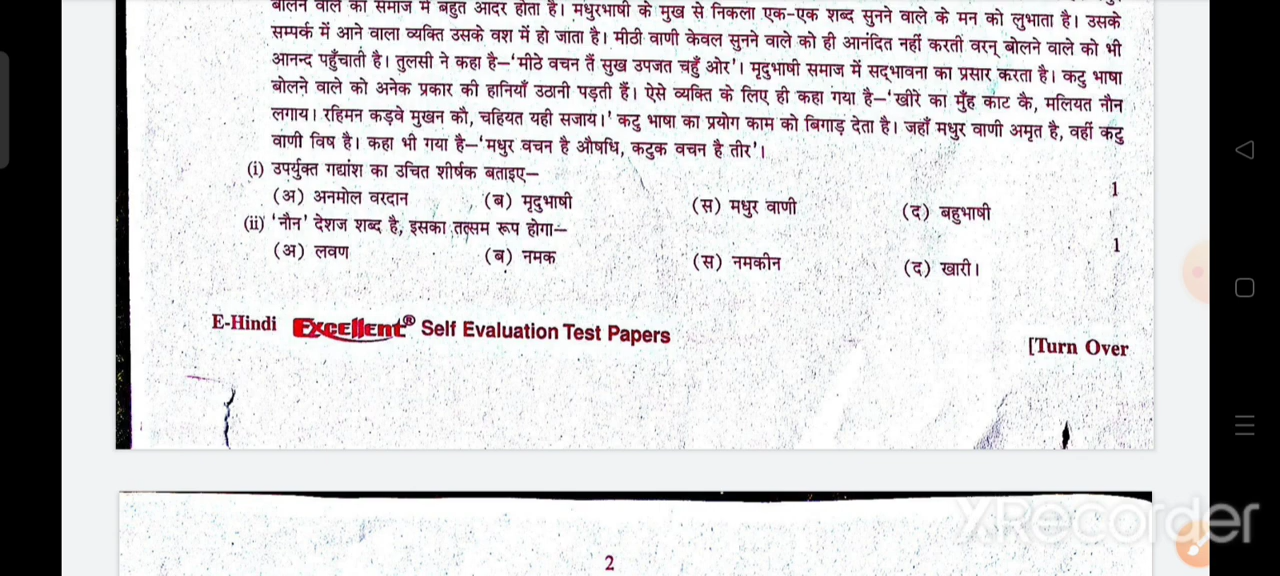 बोलने वाले का समाज में बहुत आदर होता है। मधुरभाषी के मुख से निकला एक-एक शब्द सुनने वाले के मन को लुभाता है। उसके
सम्पर्क में आने वाला व्यक्ति उसके वश में हो जाता है। मीठी वाणी केवल सुनने वाले को ही आनंदित नहीं करती वरन् बोलने वाले को भी
आनन्द पहुँचाती है। तुलसी ने कहा है–‘मीठे वचन तैं सुख उपजत चहुँ ओर’। मृदुभाषी समाज में सद्भावना का प्रसार करता है। कटु भाषा
बोलने वाले को अनेक प्रकार की हानियाँ उठानी पड़ती हैं। ऐसे व्यक्ति के लिए ही कहा गया है–‘खीरे का मुँह काट कै, मलियत नौन
लगाय। रहिमन कड़वे मुखन कौ, चहियत यही सजाय।’ कटु भाषा का प्रयोग काम को बिगाड़ देता है। जहाँ मधुर वाणी अमृत है, वहीं कटु
वाणी विष है। कहा भी गया है–‘मधुर वचन है औषधि, कटुक वचन है तीर’।
(i) उपर्युक्त गद्यांश का उचित शीर्षक बताइए– 1
(अ) अनमोल वरदान (ब) मृदुभाषी (स) मधुर वाणी (द) बहुभाषी
(ii) ‘नौन’ देशज शब्द है, इसका तत्सम रूप होगा– 1
(अ) लवण (ब) नमक (स) नमकीन (द) खारी।
E-Hindi Excellent® Self Evaluation Test Papers
[Turn Over
XRecorder
2